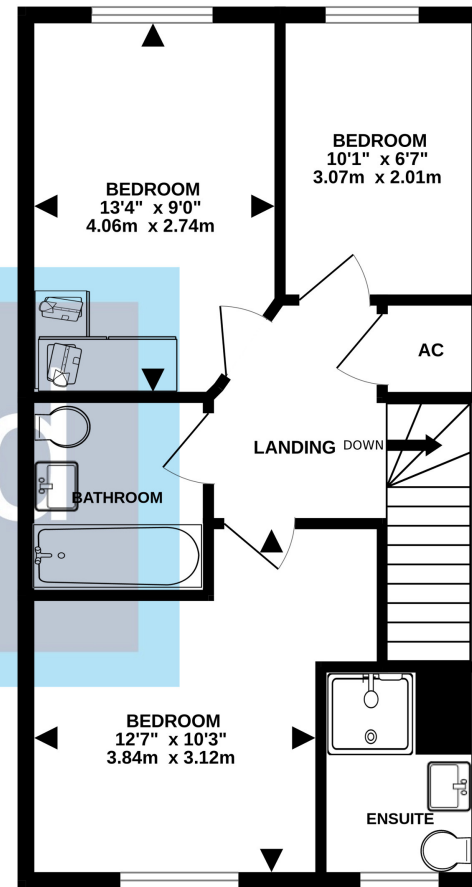 BEDROOM
13'4" x 9'0"
4.06m x 2.74m
BEDROOM
10'1" x 6'7"
3.07m x 2.01m
AC
LANDING
DOWN
BATHROOM
BEDROOM
12'7" x 10'3"
3.84m x 3.12m
ENSUITE
d